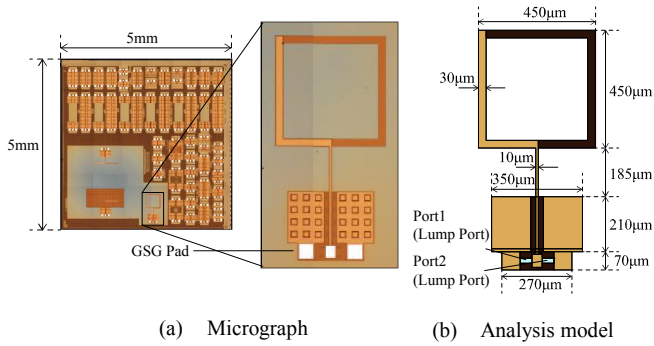 5mm
5mm
GSG Pad
(a) Micrograph
450μm
30μm
450μm
10μm
185μm
350μm
Port1
(Lump Port)
210μm
Port2
(Lump Port)
70μm
270μm
(b) Analysis model